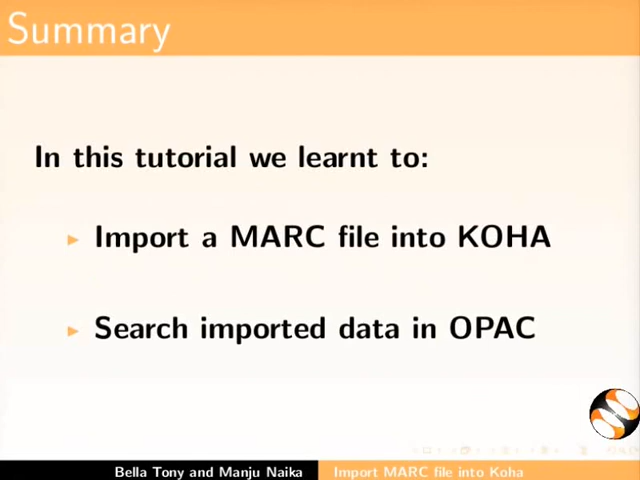 Summary
In this tutorial we learnt to:
Import a MARC file into KOHA
Search imported data in OPAC
Bella Tony and Manju Naika Import MARC file into Koha